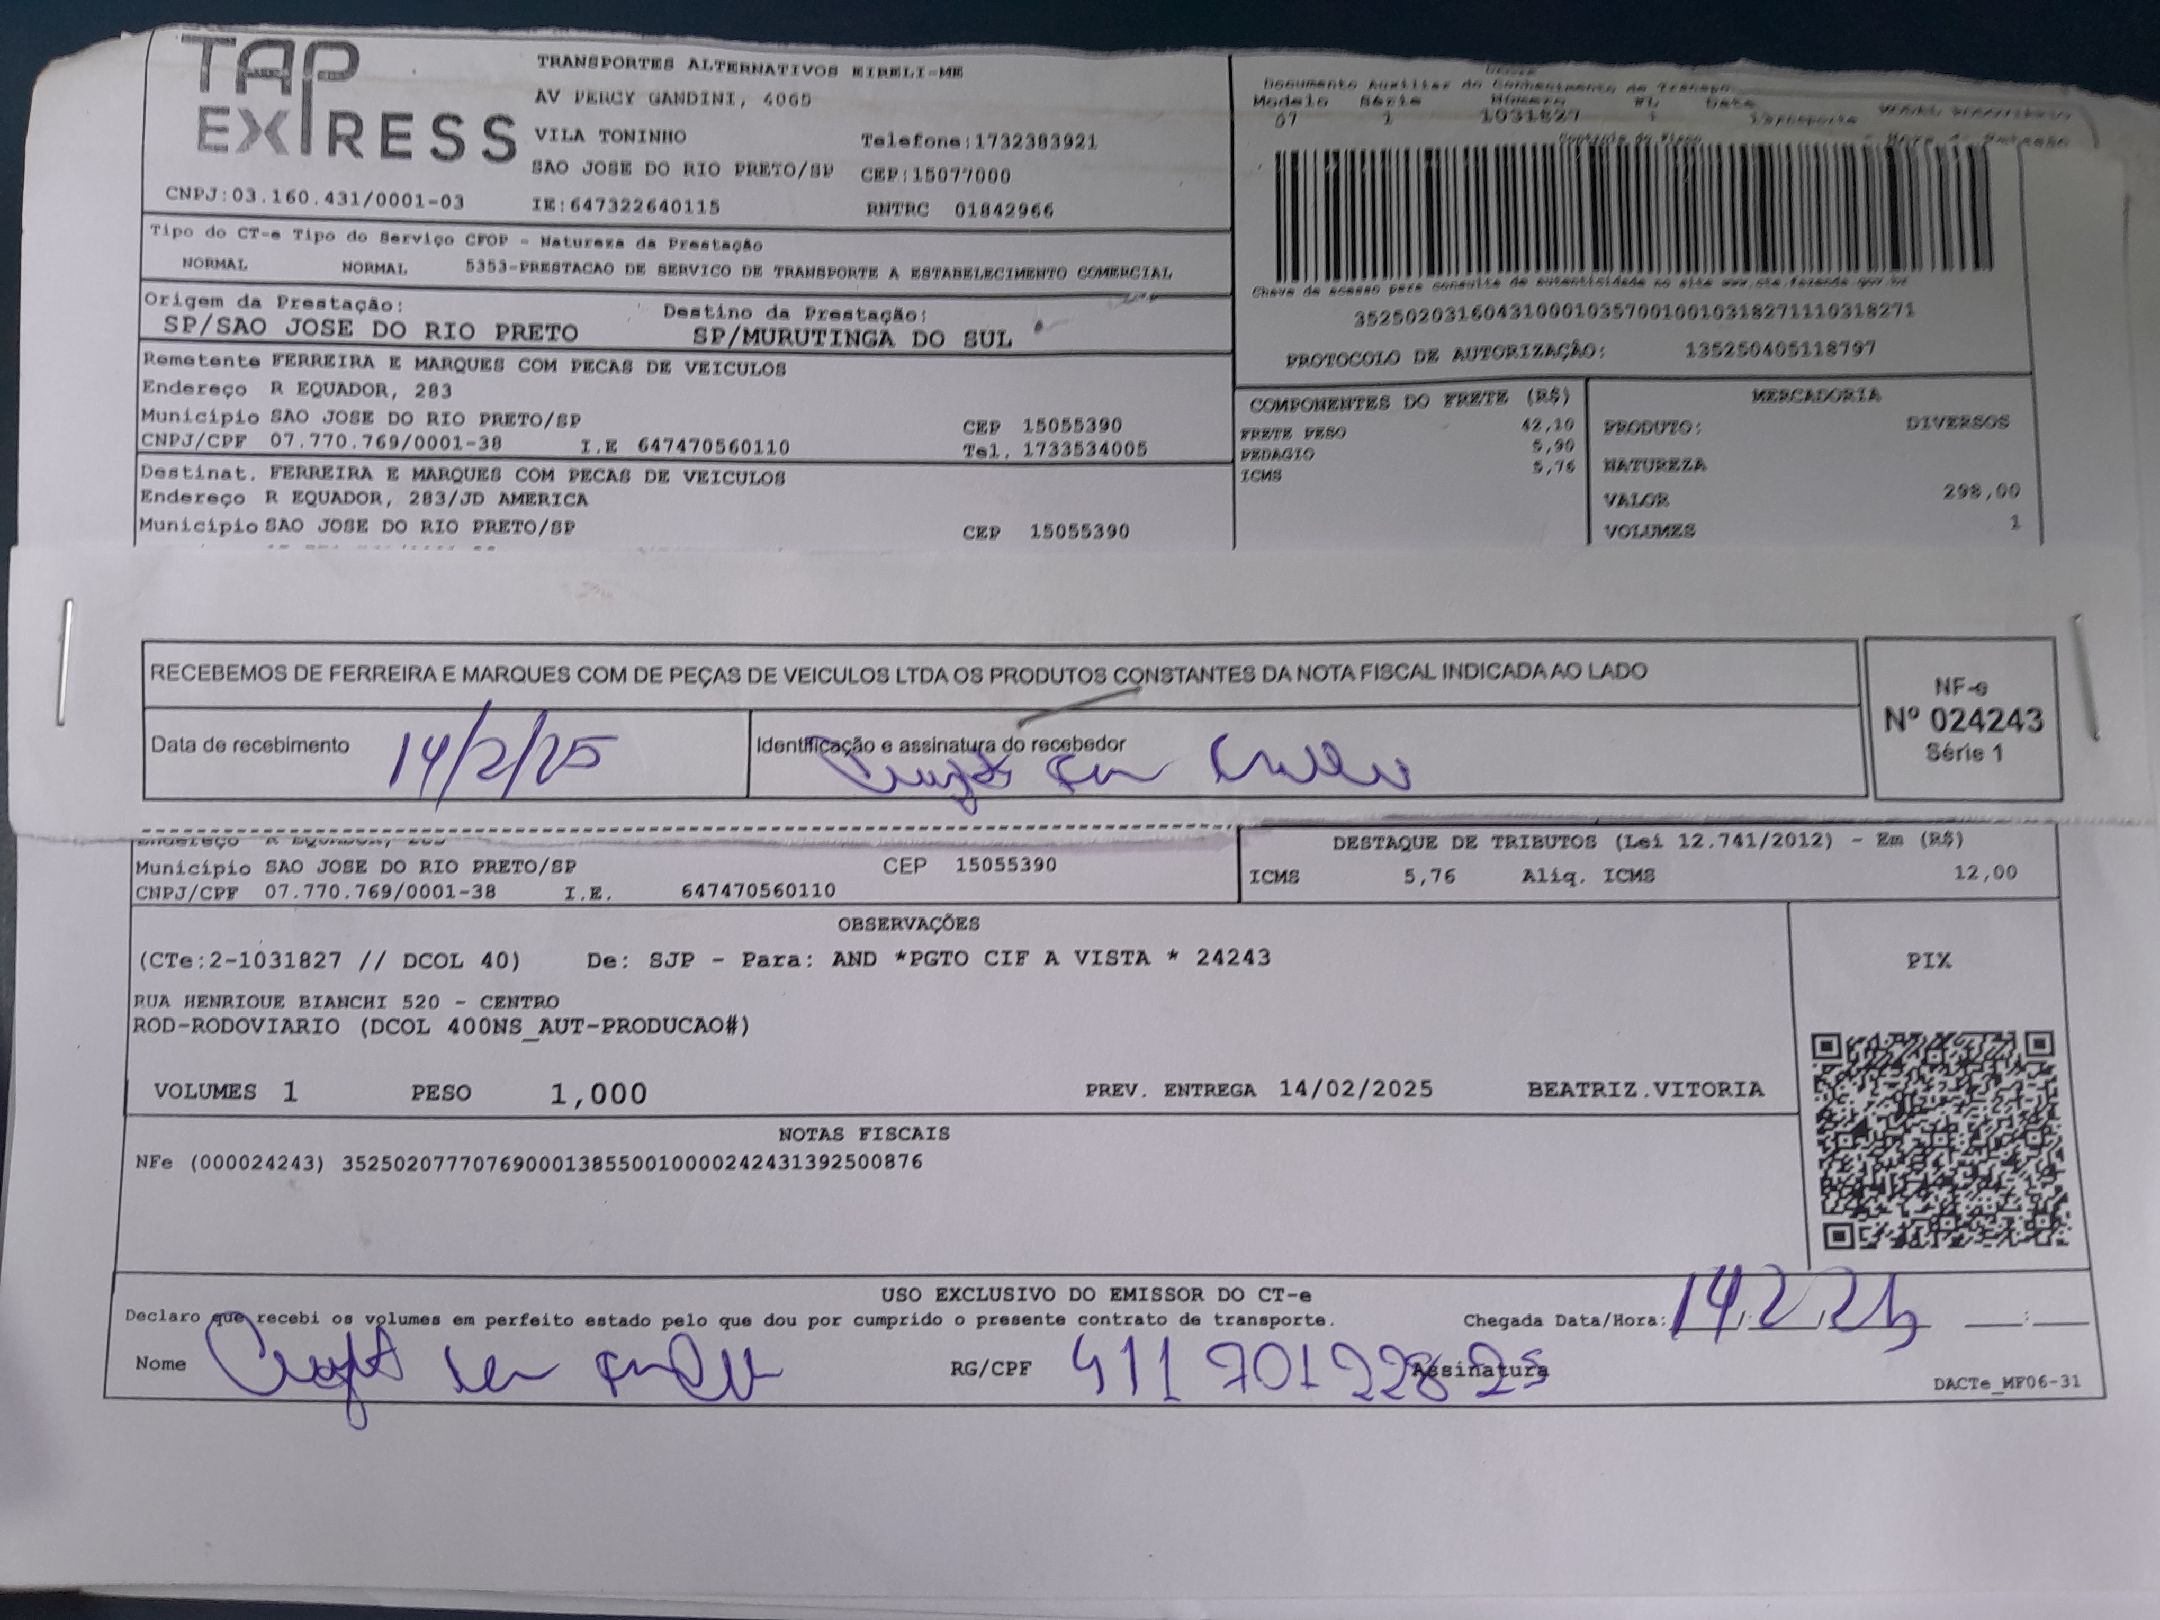 TAP EXPRESS
TRANSPORTES ALTERNATIVOS EIRELI-ME
AV PERCY GANDINI, 4065
VILA TONINHO Telefone:1732383921
SAO JOSE DO RIO PRETO/SP CEP:15077000
CNPJ:03.160.431/0001-03 IE:647322640115 RNTRC 01842966
Documento Auxiliar do Conhecimento de
Modelo Série Número FL Data
07 1 1031827 1
Tipo do CT-e Tipo do Serviço CFOP - Natureza da Prestação
NORMAL NORMAL 5353-PRESTACAO DE SERVICO DE TRANSPORTE A ESTABELECIMENTO COMERCIAL
Chave de acesso para consulta de autenticidade no site www.cte.fazenda.gov.br
35250203160431000103570010010318271110318271
PROTOCOLO DE AUTORIZAÇÃO: 135250405118797
Origem da Prestação: Destino da Prestação:
SP/SAO JOSE DO RIO PRETO SP/MURUTINGA DO SUL
Remetente FERREIRA E MARQUES COM PECAS DE VEICULOS
Endereço R EQUADOR, 283
Município SAO JOSE DO RIO PRETO/SP CEP 15055390
CNPJ/CPF 07.770.769/0001-38 I.E 647470560110 Tel. 1733534005
Destinat. FERREIRA E MARQUES COM PECAS DE VEICULOS
Endereço R EQUADOR, 283/JD AMERICA
Município SAO JOSE DO RIO PRETO/SP CEP 15055390
COMPONENTES DO FRETE (R$)
FRETE PESO 42,10
PEDAGIO 5,90
ICMS 5,76
MERCADORIA
PRODUTO: DIVERSOS
NATUREZA
VALOR 298,00
VOLUMES 1
RECEBEMOS DE FERREIRA E MARQUES COM DE PEÇAS DE VEICULOS LTDA OS PRODUTOS CONSTANTES DA NOTA FISCAL INDICADA AO LADO
Data de recebimento 14/2/25 Identificação e assinatura do recebedor
NF-e
Nº 024243
Série 1
Município SAO JOSE DO RIO PRETO/SP CEP 15055390
CNPJ/CPF 07.770.769/0001-38 I.E. 647470560110
DESTAQUE DE TRIBUTOS (Lei 12.741/2012) - Em (R$)
ICMS 5,76 Aliq. ICMS 12,00
OBSERVAÇÕES
(CTe:2-1031827 // DCOL 40) De: SJP - Para: AND *PGTO CIF A VISTA * 24243
RUA HENRIQUE BIANCHI 520 - CENTRO
ROD-RODOVIARIO (DCOL 400NS_AUT-PRODUCAO#)
VOLUMES 1 PESO 1,000 PREV. ENTREGA 14/02/2025 BEATRIZ.VITORIA
PIX
NOTAS FISCAIS
NFe (000024243) 35250207770769000138550010000242431392500876
USO EXCLUSIVO DO EMISSOR DO CT-e
Declaro que recebi os volumes em perfeito estado pelo que dou por cumprido o presente contrato de transporte. Chegada Data/Hora: 14 2 25
Nome RG/CPF 411 701 228 25 Assinatura
DACTe_MF06-31